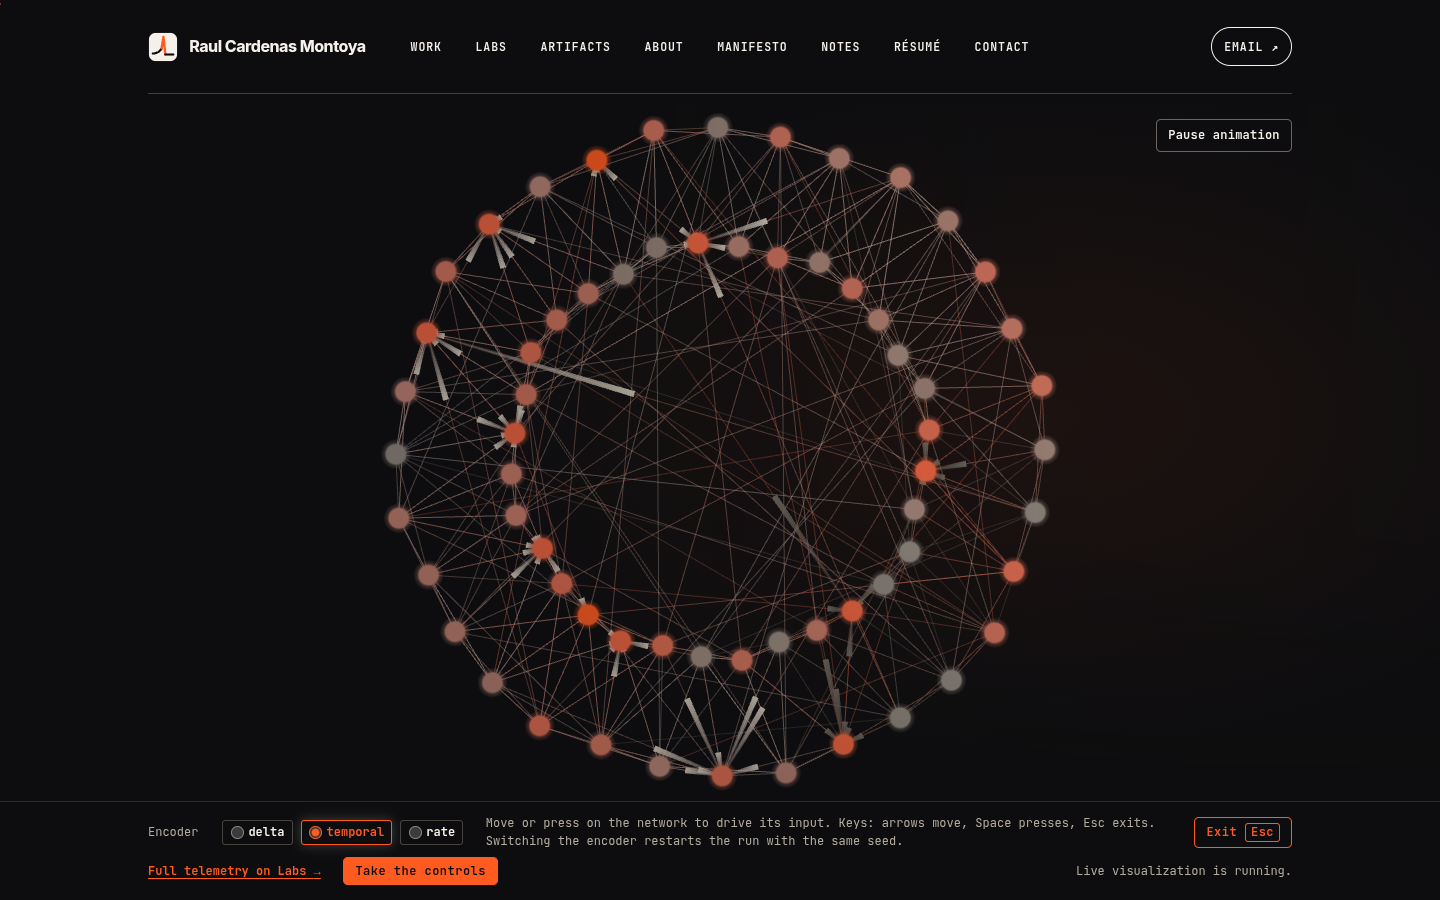 Raul Cardenas Montoya WORK LABS ARTIFACTS ABOUT MANIFESTO NOTES RÉSUMÉ CONTACT EMAIL ↗
Pause animation
Encoder delta temporal rate
Move or press on the network to drive its input. Keys: arrows move, Space presses, Esc exits.
Switching the encoder restarts the run with the same seed.
Exit Esc
Full telemetry on Labs → Take the controls
Live visualization is running.